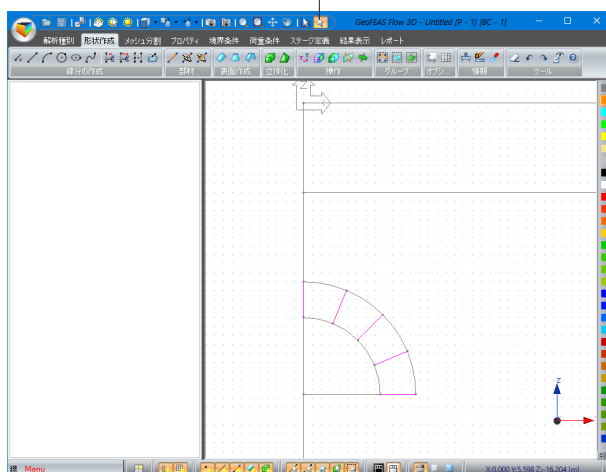 GeoFEAS Flow 3D - Untitled [P - 1] [BC - 1]
解析種別 形状作成 メッシュ分割 プロパティ 境界条件 荷重条件 ステージ定義 結果表示 レポート
線分の作成 部材 表面作成 立体化 操作 グループ オプシ... 情報 ツール
Z
z
線 Menu
X:0.000 Y:5.598 Z:-16.204 [m]